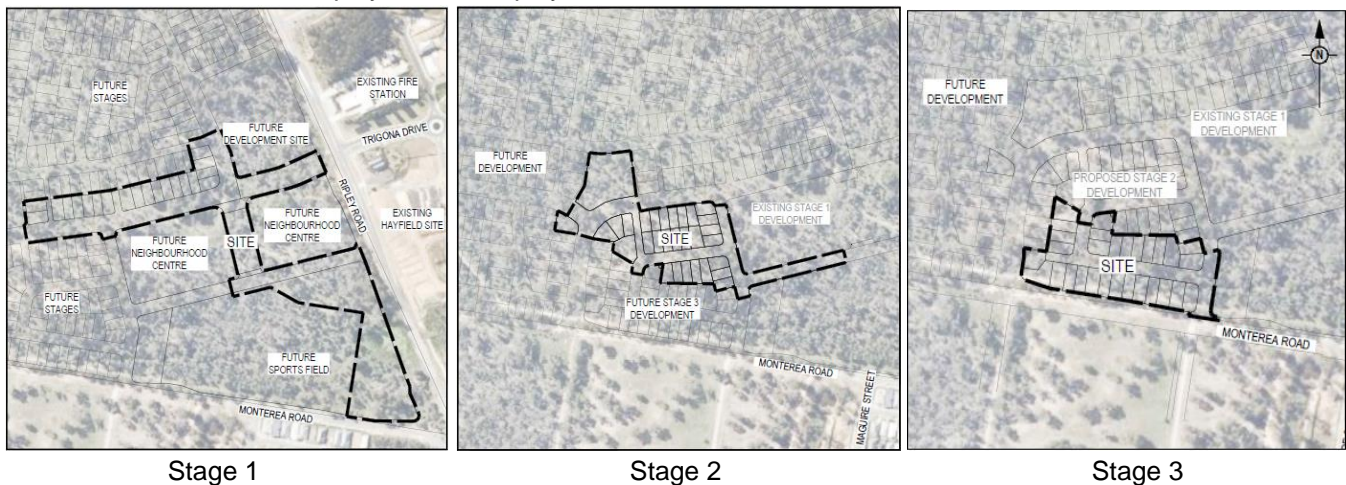 FUTURE
STAGES
EXISTING FIRE
STATION
TRIGONA DRIVE
FUTURE
DEVELOPMENT SITE
RIPLEY ROAD
FUTURE
NEIGHBOURHOOD
CENTRE
EXISTING
HAYFIELD SITE
SITE
FUTURE
NEIGHBOURHOOD
CENTRE
FUTURE
STAGES
FUTURE
SPORTS FIELD
MONTEREA ROAD
Stage 1
FUTURE
DEVELOPMENT
EXISTING STAGE 1
DEVELOPMENT
SITE
FUTURE STAGE 3
DEVELOPMENT
MONTEREA ROAD
MAGUIRE STREET
Stage 2
N
FUTURE
DEVELOPMENT
EXISTING STAGE 1
DEVELOPMENT
PROPOSED STAGE 2
DEVELOPMENT
SITE
MONTEREA ROAD
Stage 3